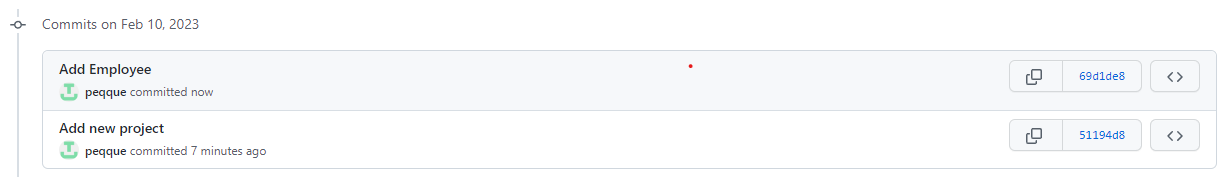 Commits on Feb 10, 2023
Add Employee
peqque committed now
69d1de8
Add new project
peqque committed 7 minutes ago
51194d8